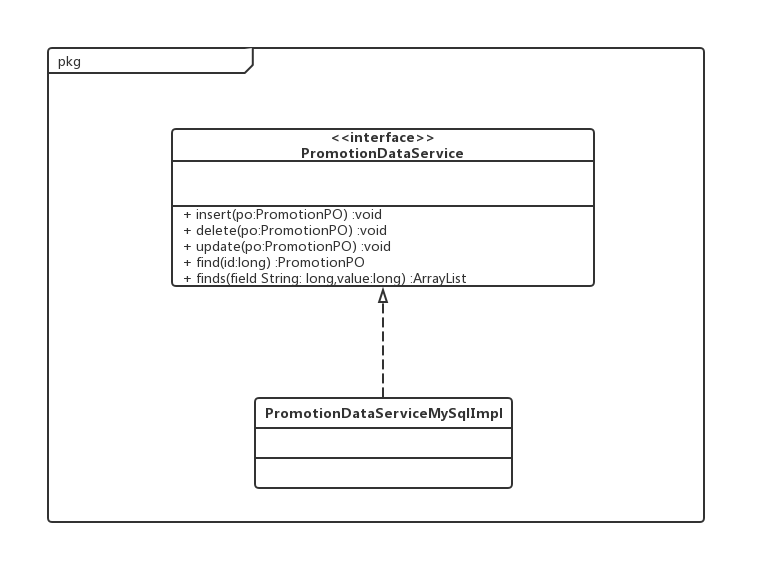 pkg
<<interface>>
PromotionDataService
+ insert(po:PromotionPO) :void
+ delete(po:PromotionPO) :void
+ update(po:PromotionPO) :void
+ find(id:long) :PromotionPO
+ finds(field String: long,value:long) :ArrayList
PromotionDataServiceMySqlImpl